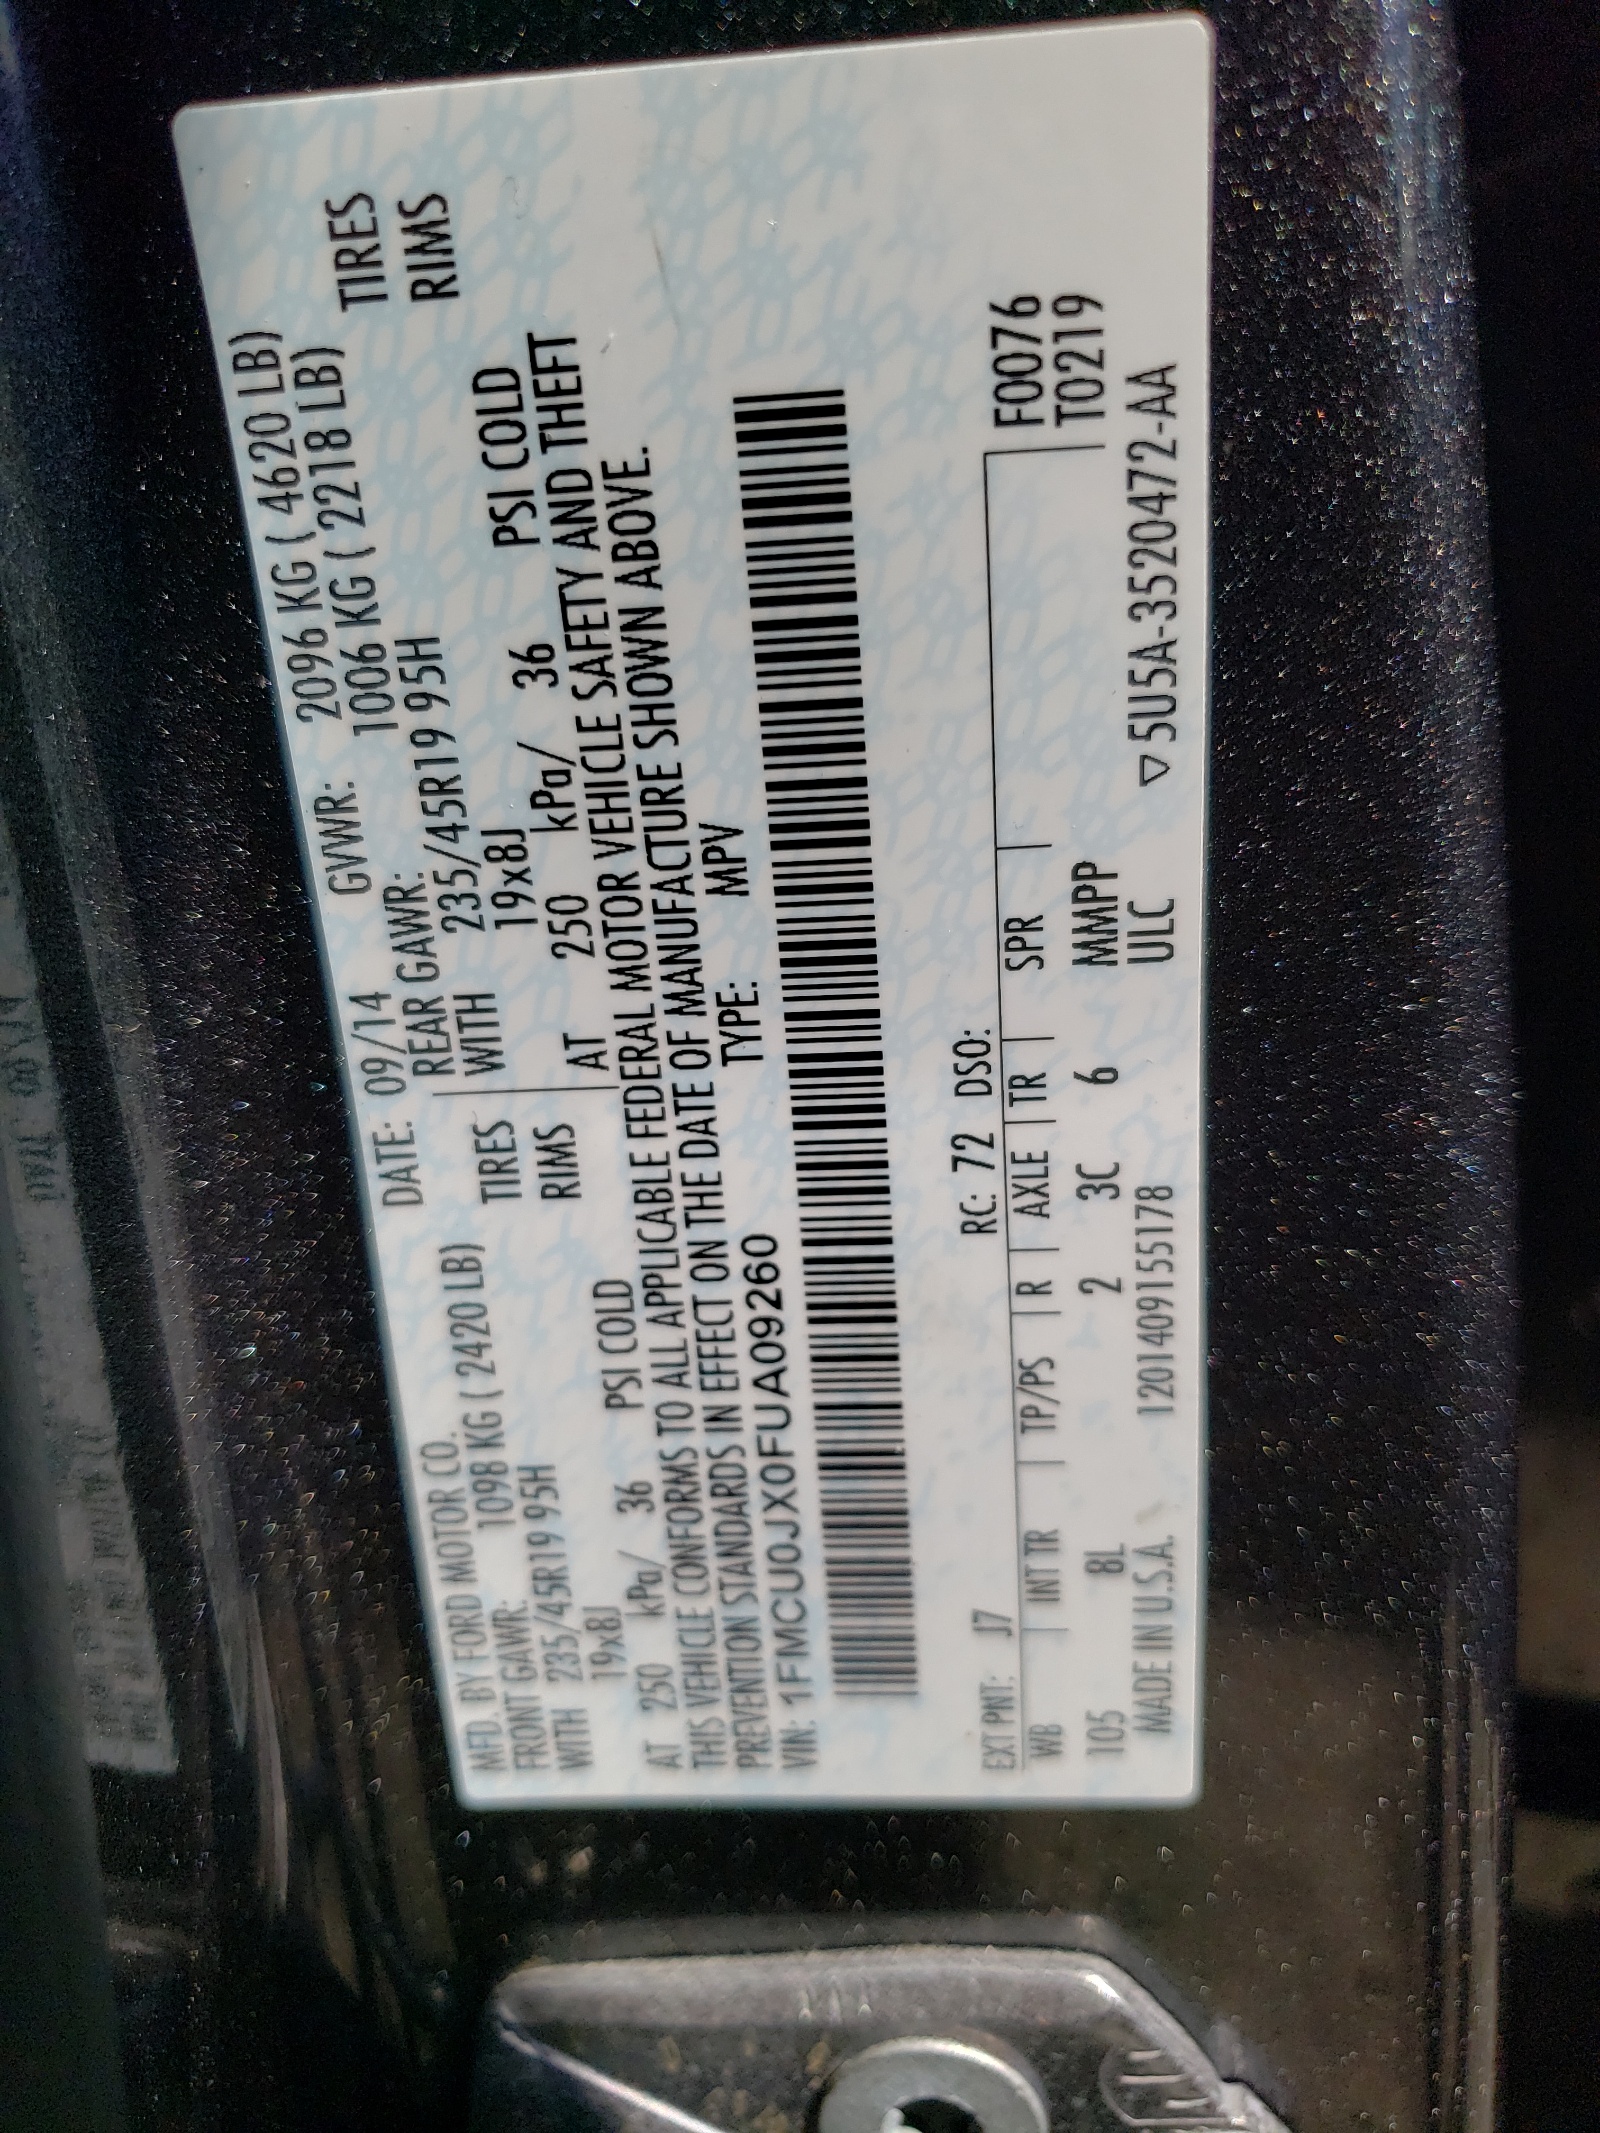 MFD. BY FORD MOTOR CO. DATE: 09/14 GVWR: 2096 KG ( 4620 LB)
FRONT GAWR: 1098 KG ( 2420 LB) REAR GAWR: 1006 KG ( 2218 LB)
WITH 235/45R19 95H TIRES WITH 235/45R19 95H TIRES
19x8J RIMS 19x8J RIMS
AT 250 kPa/ 36 PSI COLD AT 250 kPa/ 36 PSI COLD
THIS VEHICLE CONFORMS TO ALL APPLICABLE FEDERAL MOTOR VEHICLE SAFETY AND THEFT
PREVENTION STANDARDS IN EFFECT ON THE DATE OF MANUFACTURE SHOWN ABOVE.
VIN: 1FMCU0JX0FUA09260 TYPE: MPV
EXT PNT: J7 RC: 72 DSO: F0076
WB | INT TR | TP/PS | R | AXLE | TR | SPR | T0219
105 8L 2 3C 6 MMPP
MADE IN U.S.A. 1201409155178 ULC ▽5U5A-3520472-AA